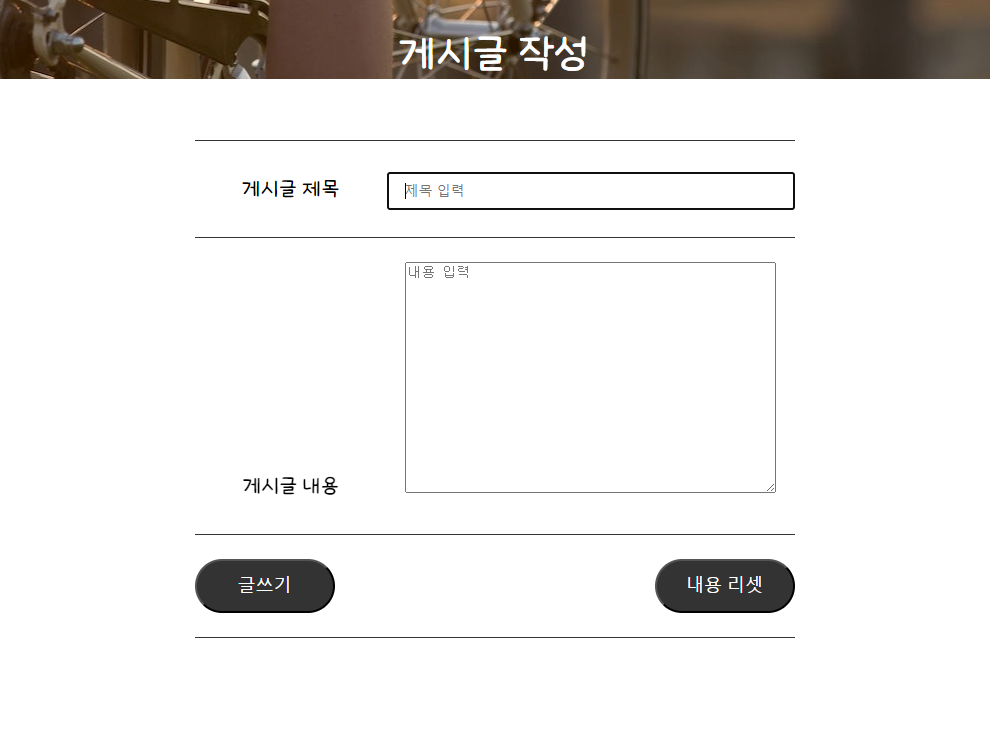 게시글 작성
게시글 제목
제목 입력
내용 입력
게시글 내용
글쓰기
내용 리셋